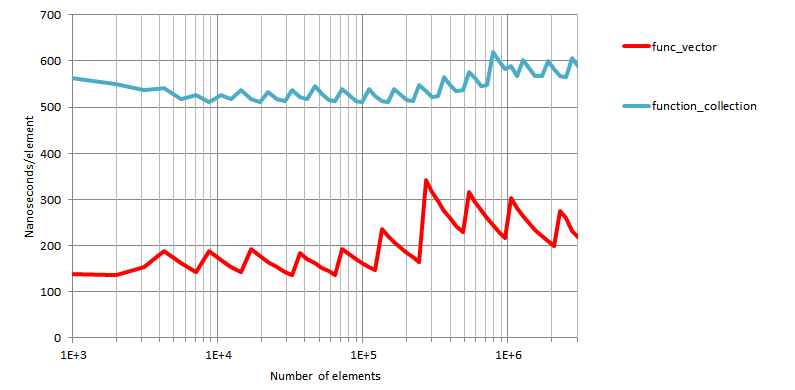 700
600
500
400
300
200
100
0
Nanoseconds/element
1E+3 1E+4 1E+5 1E+6
Number of elements
func_vector
function_collection